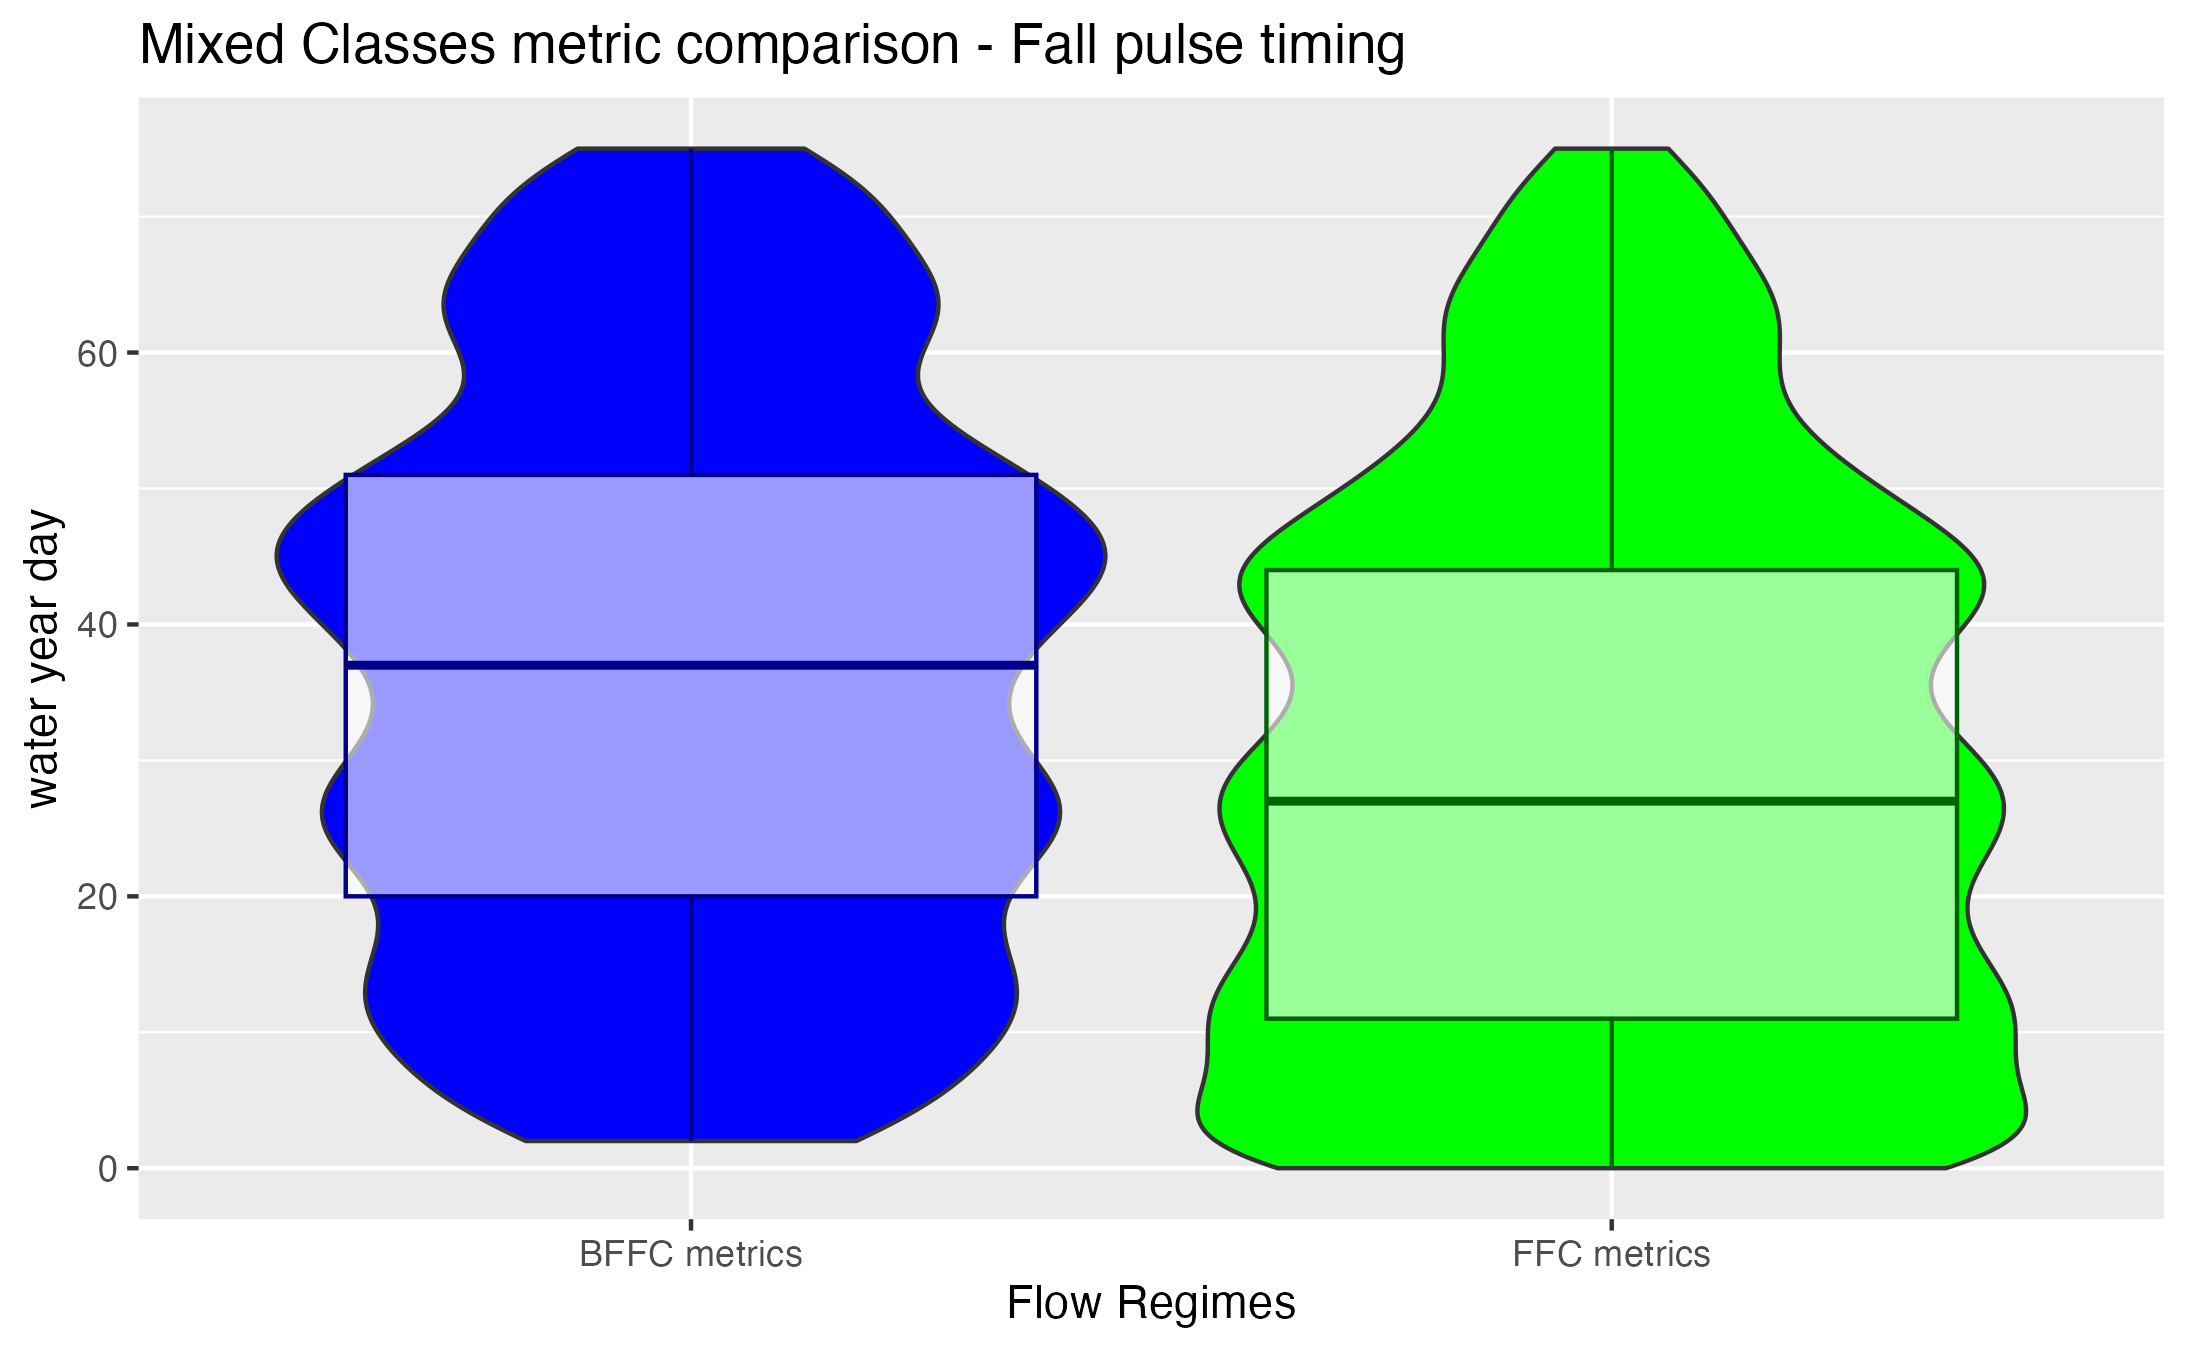 Mixed Classes metric comparison - Fall pulse timing
water year day
60
40
20
0
BFFC metrics
FFC metrics
Flow Regimes